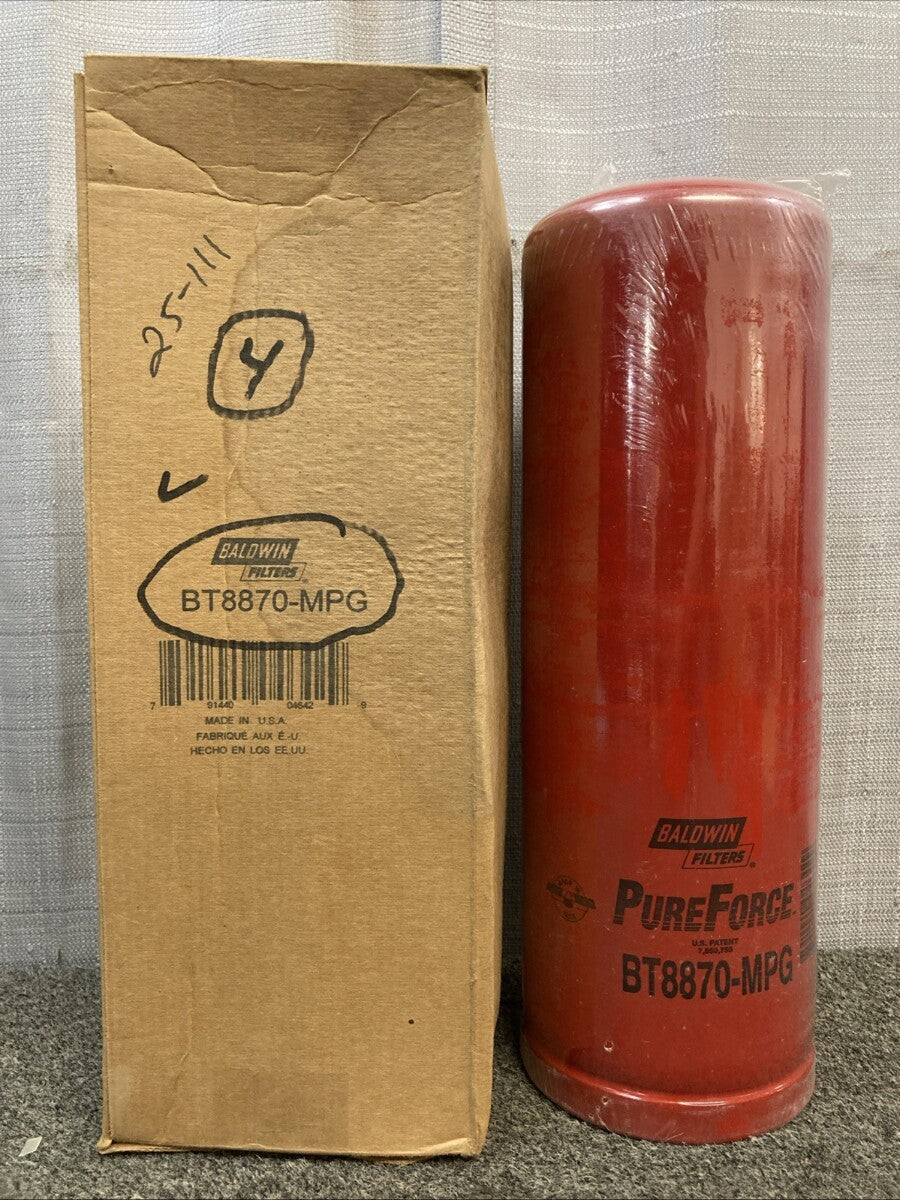 25-111
4
BALDWIN
FILTERS
BT8870-MPG
7 91440 04642 9
MADE IN U.S.A.
FABRIQUÉ AUX É.-U.
HECHO EN LOS EE.UU.
BALDWIN
FILTERS
PUREFORCE
U.S. PATENT
BT8870-MPG